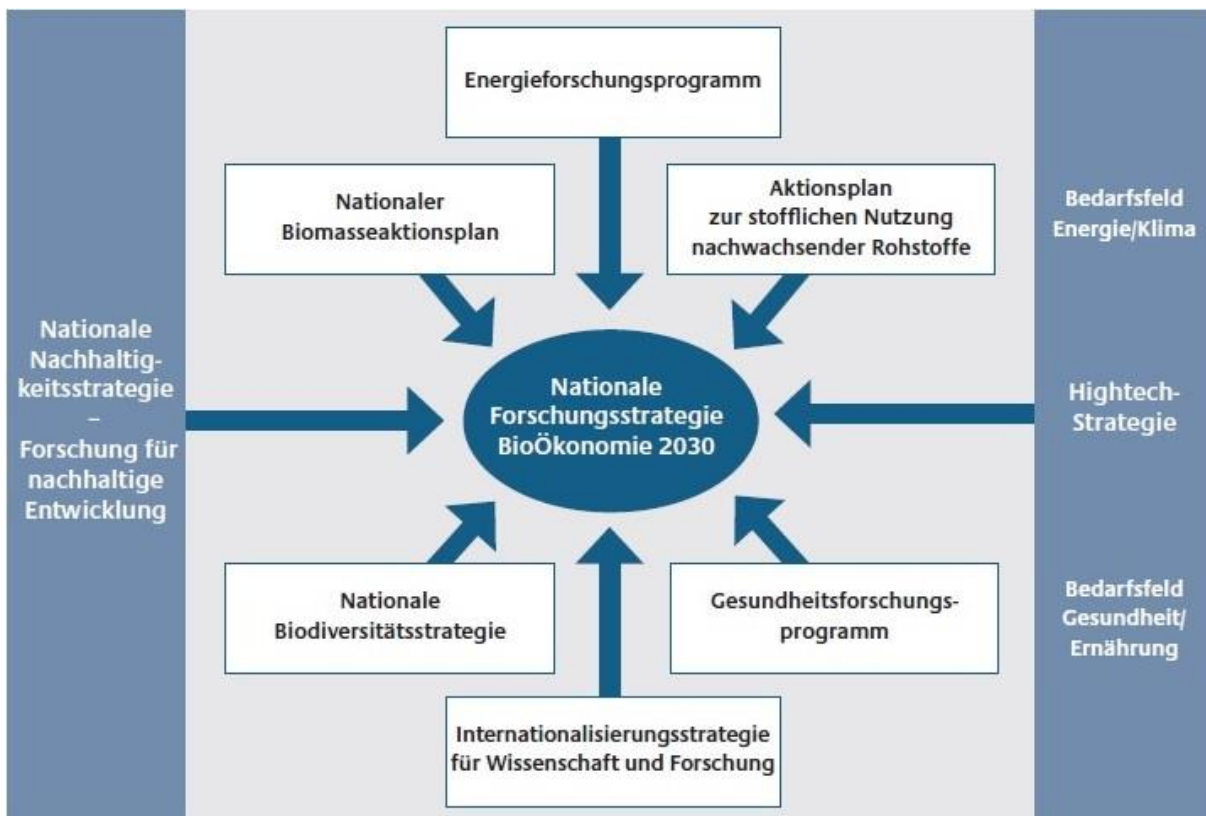 Energieforschungsprogramm
Nationaler
Biomasseaktionsplan
Aktionsplan
zur stofflichen Nutzung
nachwachsender Rohstoffe
Bedarfsfeld
Energie/Klima
Nationale
Nachhaltig-
keitsstrategie
–
Forschung für
nachhaltige
Entwicklung
Nationale
Forschungsstrategie
BioÖkonomie 2030
Hightech-
Strategie
Nationale
Biodiversitätsstrategie
Gesundheitsforschungs-
programm
Bedarfsfeld
Gesundheit/
Ernährung
Internationalisierungsstrategie
für Wissenschaft und Forschung